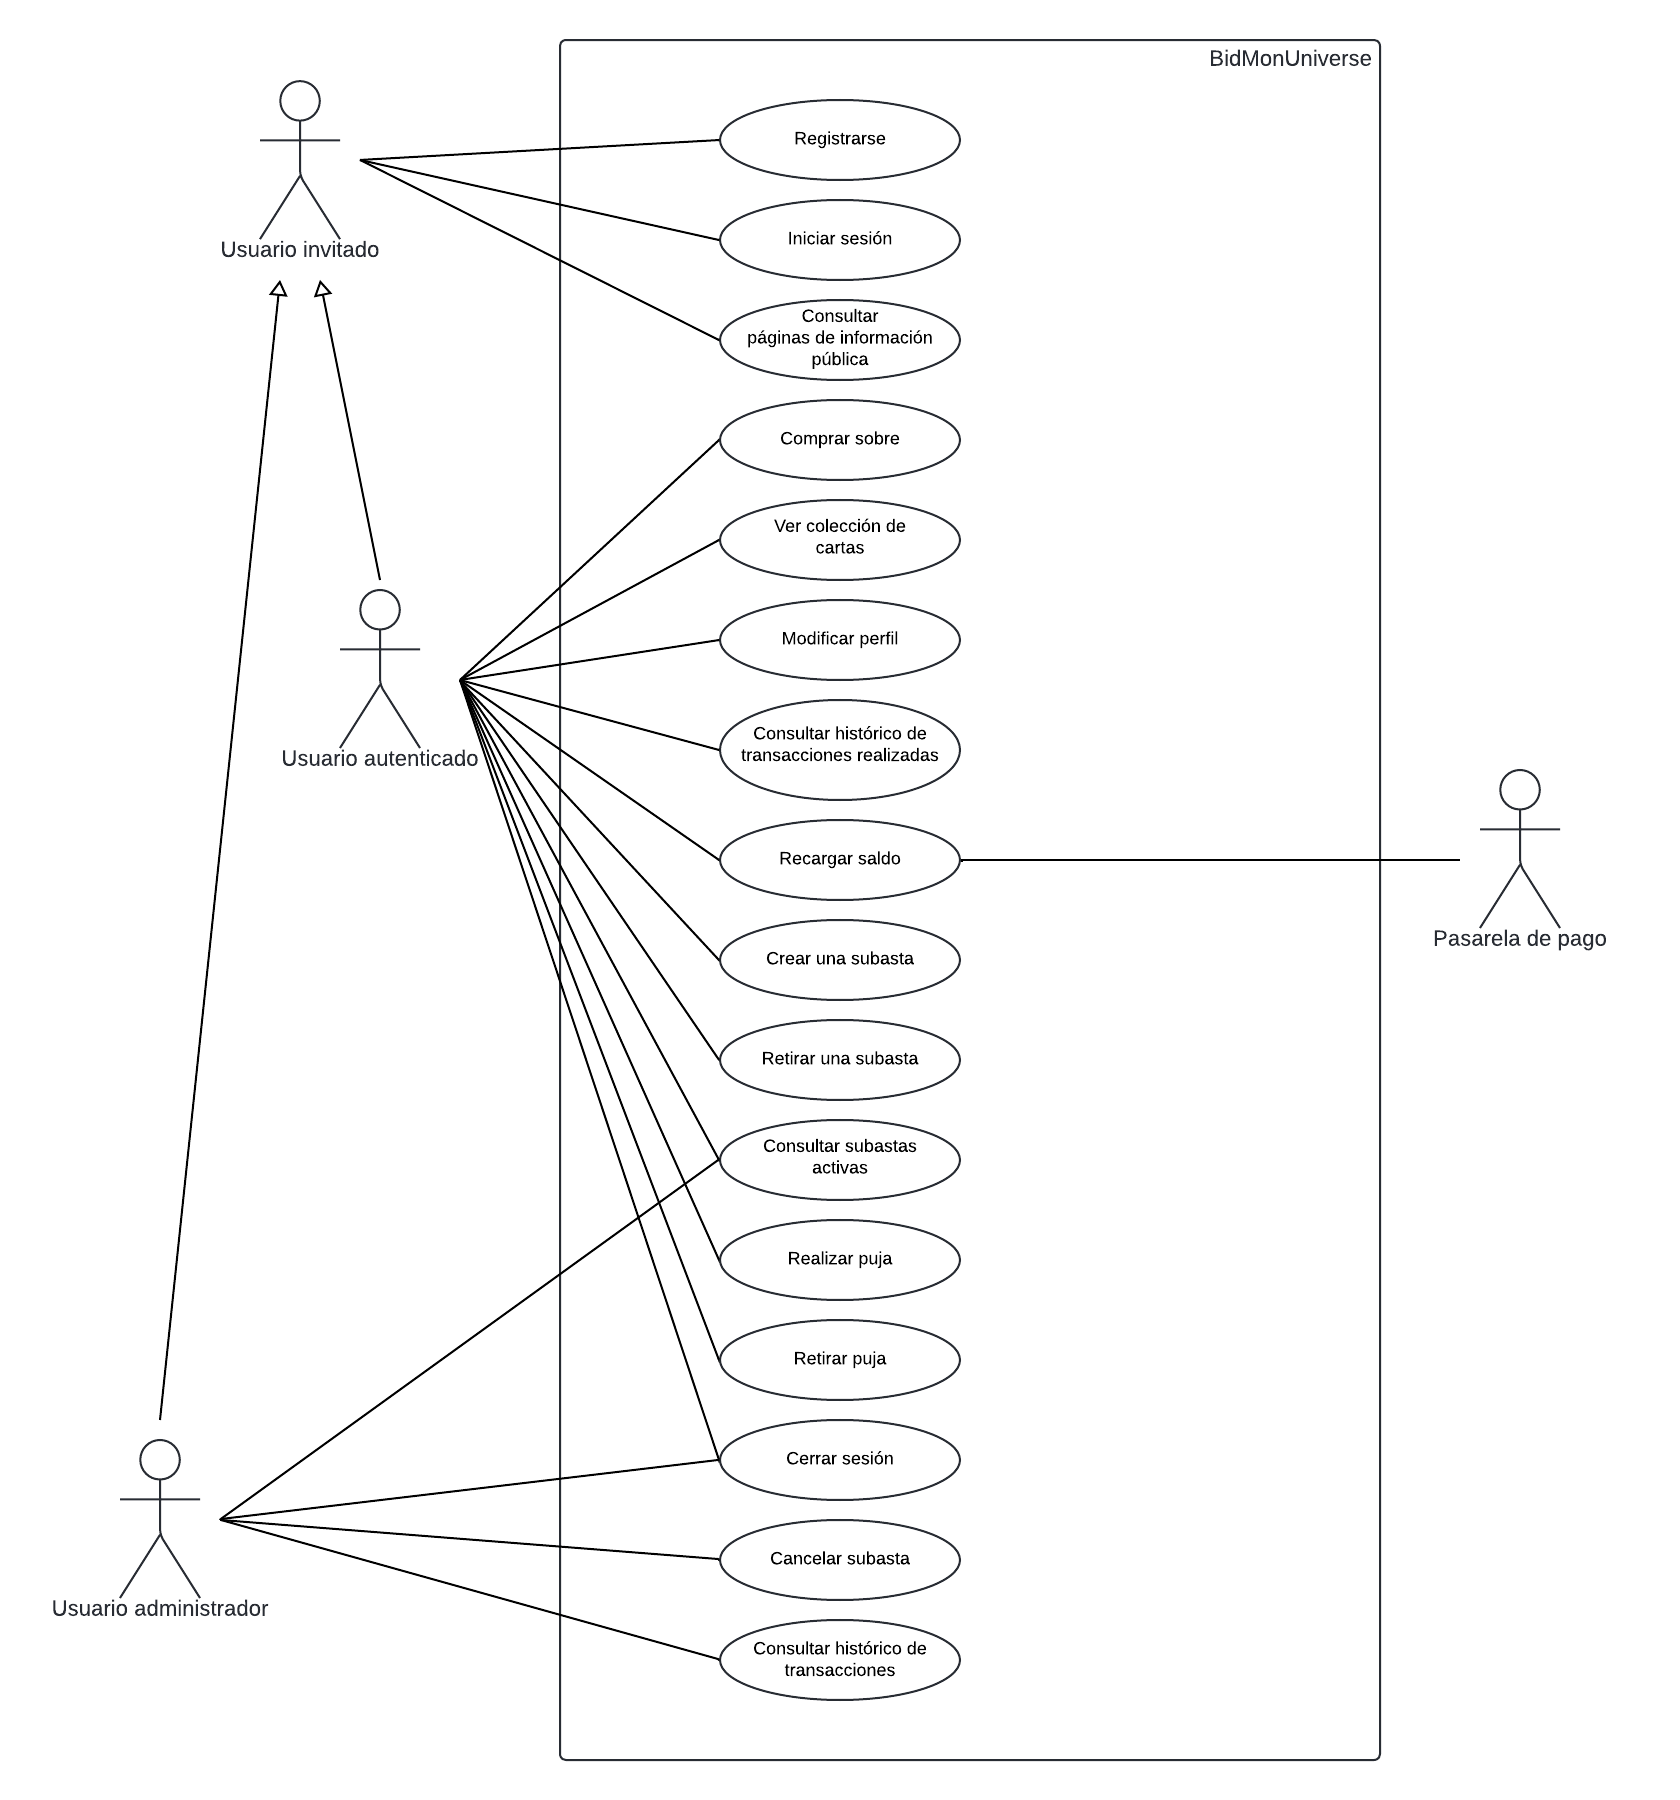 BidMonUniverse
Registrarse
Iniciar sesión
Usuario invitado
Consultar
páginas de información
pública
Comprar sobre
Ver colección de
cartas
Modificar perfil
Consultar histórico de
transacciones realizadas
Usuario autenticado
Recargar saldo
Pasarela de pago
Crear una subasta
Retirar una subasta
Consultar subastas
activas
Realizar puja
Retirar puja
Cerrar sesión
Cancelar subasta
Usuario administrador
Consultar histórico de
transacciones